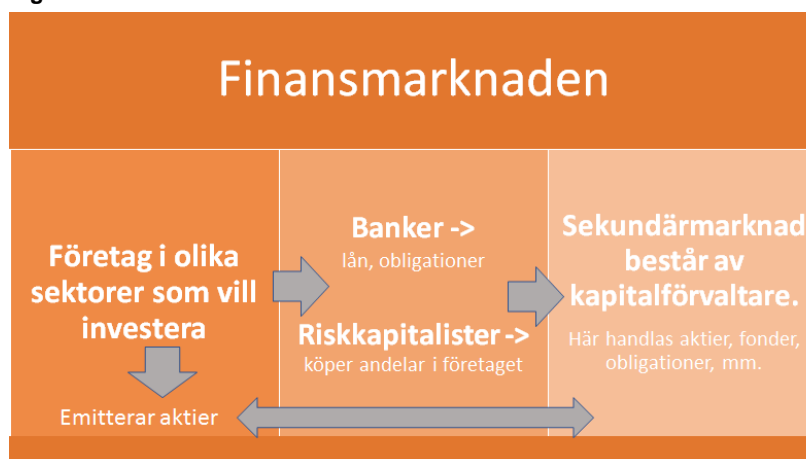 Finansmarknaden
Företag i olika
sektorer som vill
investera
Emitterar aktier
Banker ->
lån, obligationer
Riskkapitalister ->
köper andelar i företaget
Sekundärmarknad
består av
kapitalförvaltare.
Här handlas aktier, fonder,
obligationer, mm.